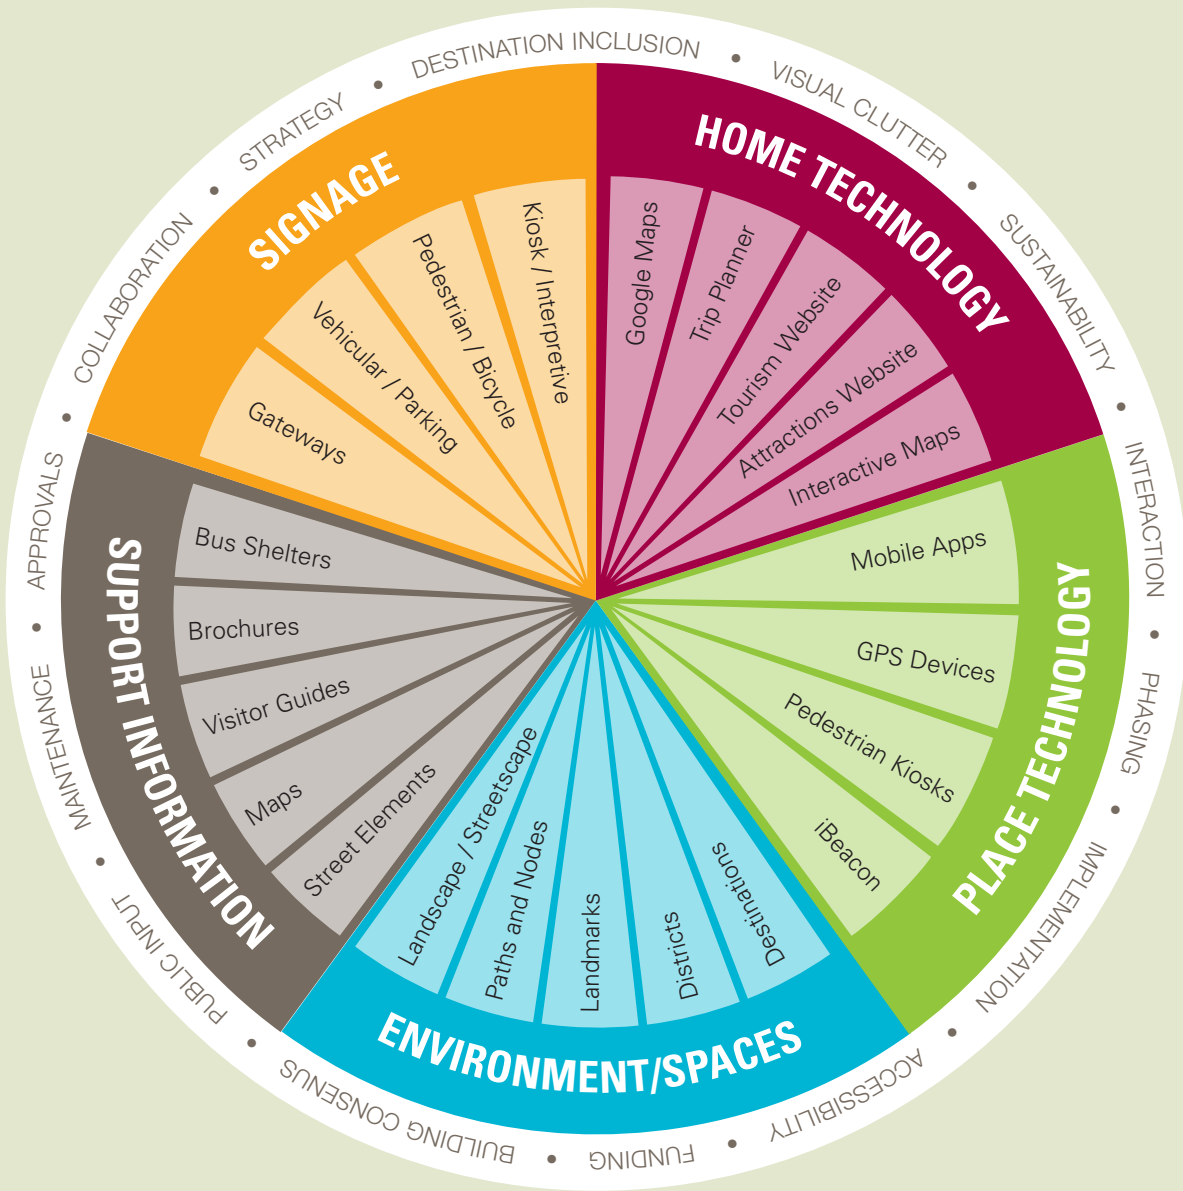 DESTINATION INCLUSION
•
VISUAL CLUTTER
•
SUSTAINABILITY
•
INTERACTION
•
PHASING
•
IMPLEMENTATION
•
ACCESSIBILITY
•
FUNDING
•
BUILDING CONSENUS
•
PUBLIC INPUT
•
MAINTENANCE
•
APPROVALS
•
COLLABORATION
•
STRATEGY
•
HOME TECHNOLOGY
Google Maps
Trip Planner
Tourism Website
Attractions Website
Interactive Maps
PLACE TECHNOLOGY
Mobile Apps
GPS Devices
Pedestrian Kiosks
iBeacon
ENVIRONMENT/SPACES
Destinations
Districts
Landmarks
Paths and Nodes
Landscape / Streetscape
SUPPORT INFORMATION
Street Elements
Maps
Visitor Guides
Brochures
Bus Shelters
SIGNAGE
Gateways
Vehicular / Parking
Pedestrian / Bicycle
Kiosk / Interpretive